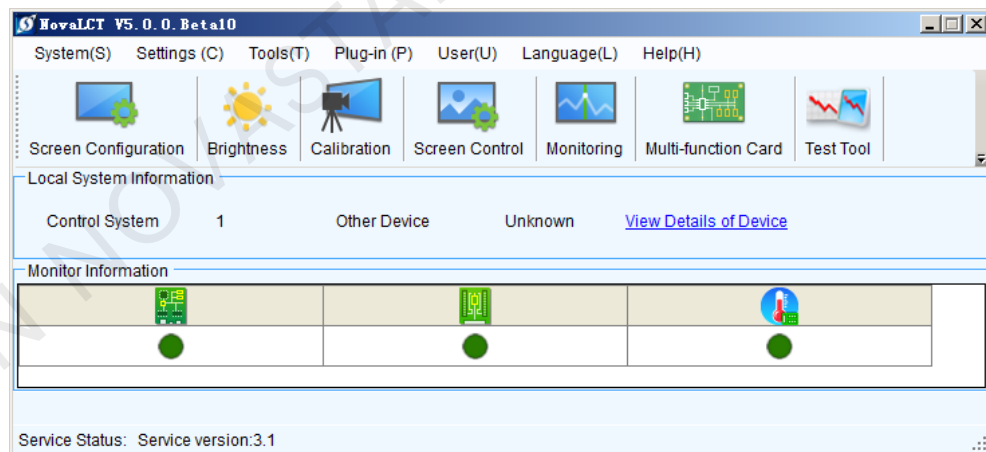 NovaLCT V5.0.0.Beta10
System(S) Settings (C) Tools(T) Plug-in (P) User(U) Language(L) Help(H)
Screen Configuration Brightness Calibration Screen Control Monitoring Multi-function Card Test Tool
Local System Information
Control System 1 Other Device Unknown View Details of Device
Monitor Information
Service Status: Service version:3.1
NOVASTA